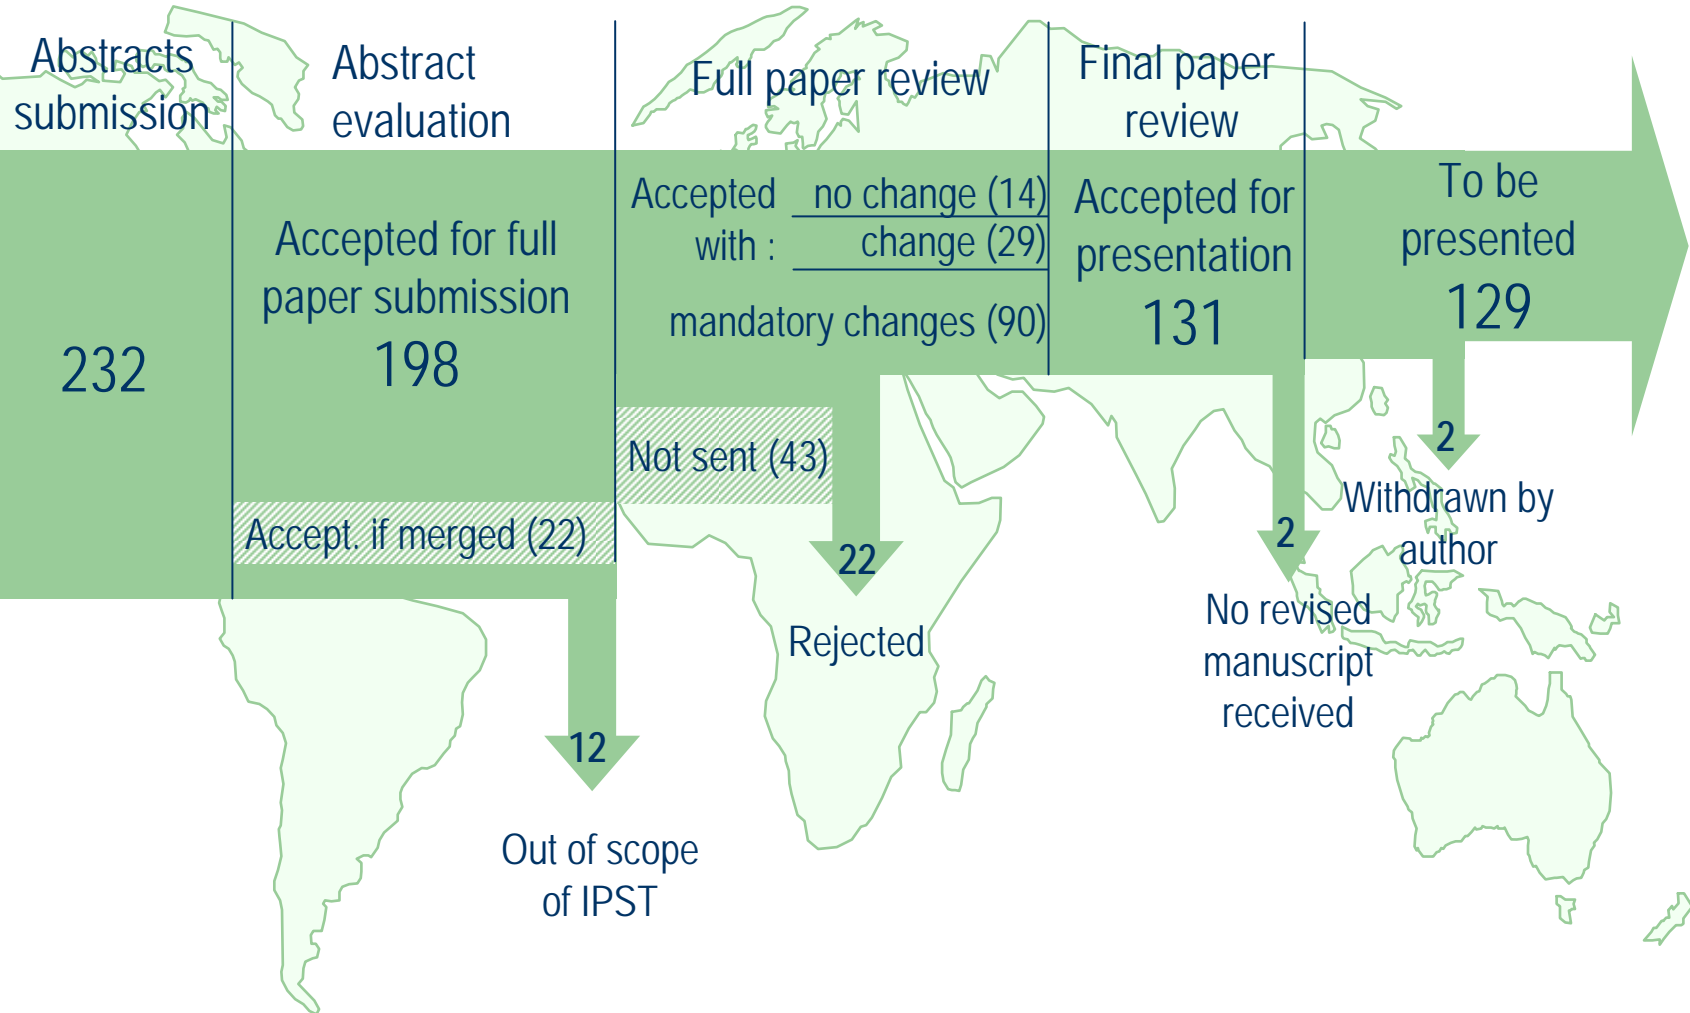 Abstracts
submission
Abstract
evaluation
Full paper review
Final paper
review
232
Accepted for full
paper submission
198
Accept. if merged (22)
12
Out of scope
of IPST
Accepted
with :
no change (14)
change (29)
mandatory changes (90)
Not sent (43)
22
Rejected
Accepted for
presentation
131
2
No revised
manuscript
received
To be
presented
129
2
Withdrawn by
author